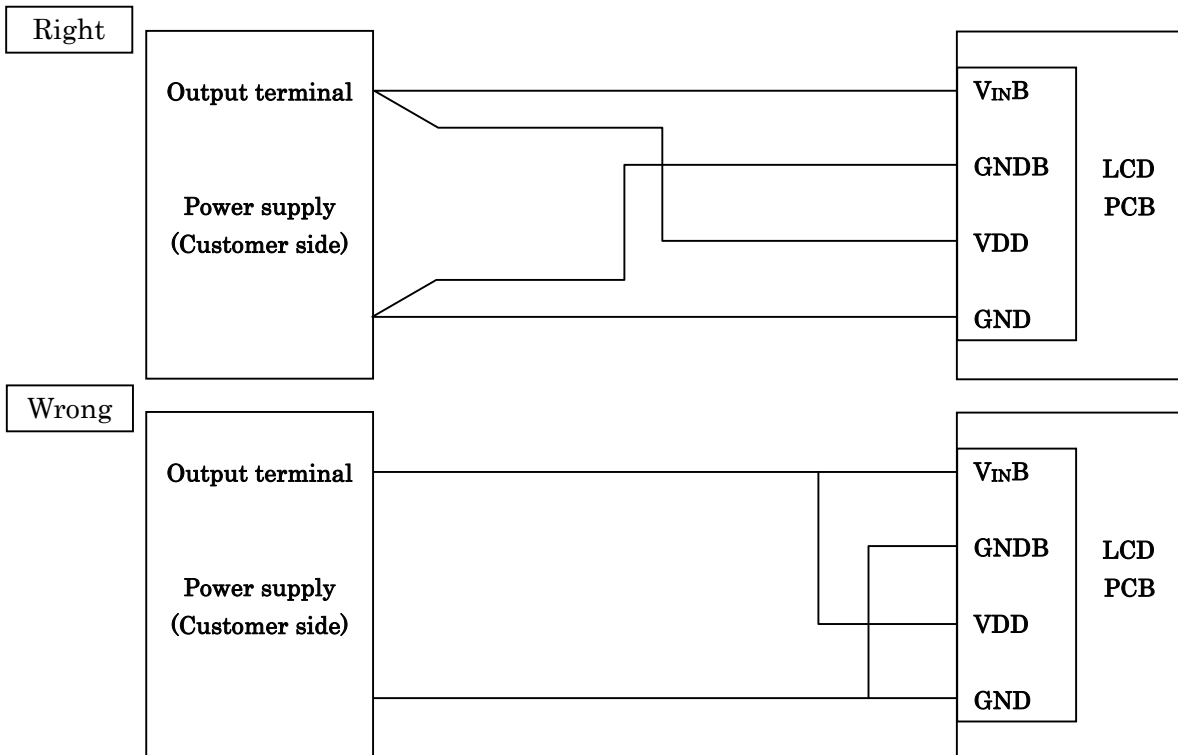 Right
Output terminal
Power supply
(Customer side)
VINB
GNDB
VDD
GND
LCD
PCB
Wrong
Output terminal
Power supply
(Customer side)
VINB
GNDB
VDD
GND
LCD
PCB